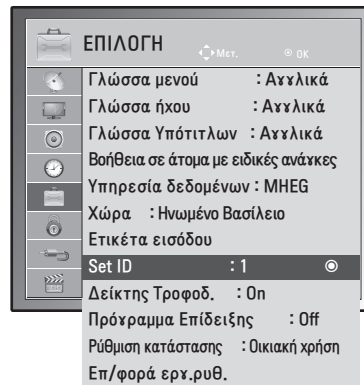 ΕΠΙΛΟΓΗ Μετ. OK
Γλώσσα μενού : Αγγλικά
Γλώσσα ήχου : Αγγλικά
Γλώσσα Υπότιτλων : Αγγλικά
Βοήθεια σε άτομα με ειδικές ανάγκες
Υπηρεσία δεδομένων : MHEG
Χώρα : Ηνωμένο Βασίλειο
Ετικέτα εισόδου
Set ID : 1
Δείκτης Τροφοδ. : On
Πρόγραμμα Επίδειξης : Off
Ρύθμιση κατάστασης : Οικιακή χρήση
Επ/φορά εργ.ρυθ.